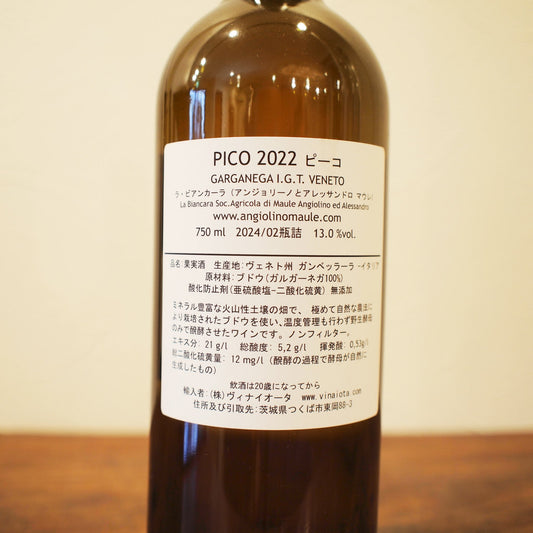 PICO 2022 ピーコ
GARGANEGA I.G.T. VENETO
ラ・ビアンカーラ (アンジョリーノとアレッサンドロ マウレ)
La Biancara Soc.Agricola di Maule Angiolino ed Alessandro
www.angiolinomaule.com
750 ml 2024/02瓶詰 13.0 %vol.
品名:果実酒 生産地:ヴェネト州 ガンベッラーラ -イタリア
原材料:ブドウ(ガルガーネガ100%)
酸化防止剤(亜硫酸塩-二酸化硫黄) 無添加
ミネラル豊富な火山性土壌の畑で、極めて自然な農法に
より栽培されたブドウを使い、温度管理も行わず野生酵母
のみで醗酵させたワインです。ノンフィルター。
エキス分: 21 g/l 総酸度: 5,2 g/l 揮発酸: 0,53g/l
総二酸化硫黄量: 12 mg/l (醗酵の過程で酵母が自然に
生成したもの)
飲酒は20歳になってから
輸入者:(株)ヴィナイオータ www.vinaiota.com
住所及び引取先:茨城県つくば市東岡88-3